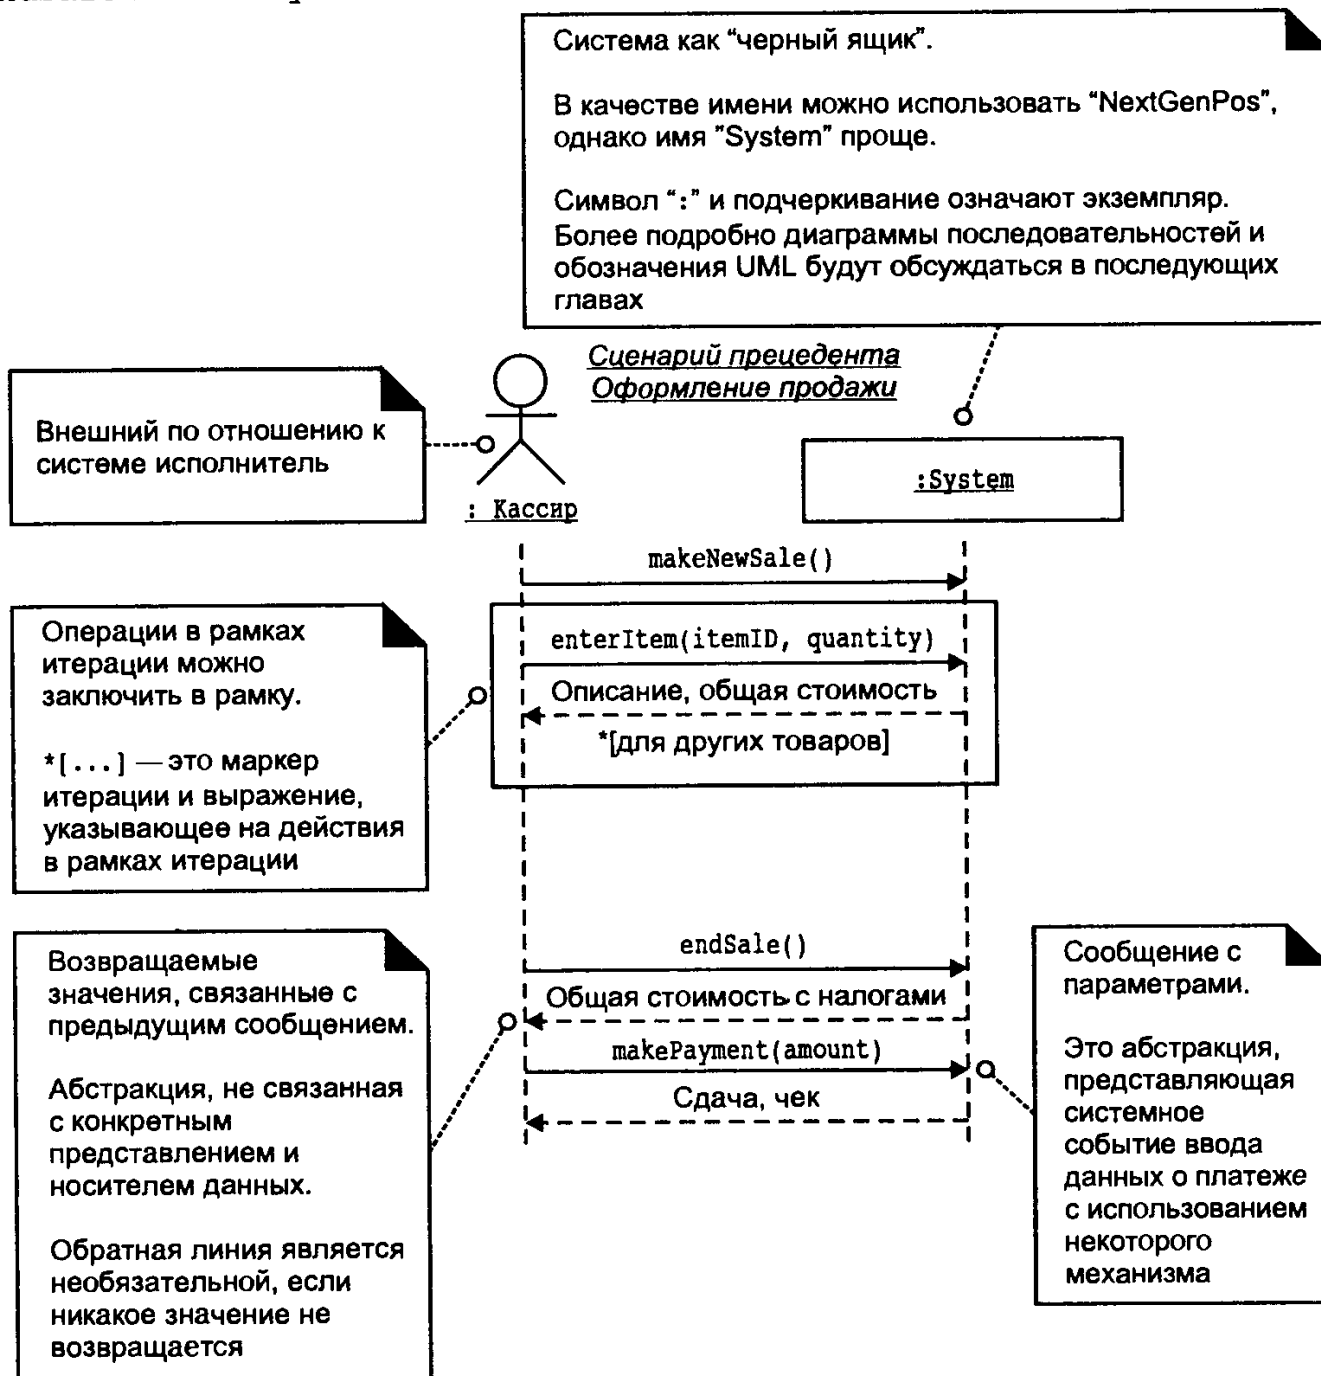 Система как “черный ящик”.
В качестве имени можно использовать “NextGenPos”,
однако имя "System" проще.
Символ “:” и подчеркивание означают экземпляр.
Более подробно диаграммы последовательностей и
обозначения UML будут обсуждаться в последующих
главах
Сценарий прецедента
Оформление продажи
Внешний по отношению к
системе исполнитель
: Кассир
:System
makeNewSale()
Операции в рамках
итерации можно
заключить в рамку.
*[...] — это маркер
итерации и выражение,
указывающее на действия
в рамках итерации
enterItem(itemID, quantity)
Описание, общая стоимость
*[для других товаров]
endSale()
Общая стоимость с налогами
makePayment(amount)
Сдача, чек
Возвращаемые
значения, связанные с
предыдущим сообщением.
Абстракция, не связанная
с конкретным
представлением и
носителем данных.
Обратная линия является
необязательной, если
никакое значение не
возвращается
Сообщение с
параметрами.
Это абстракция,
представляющая
системное
событие ввода
данных о платеже
с использованием
некоторого
механизма